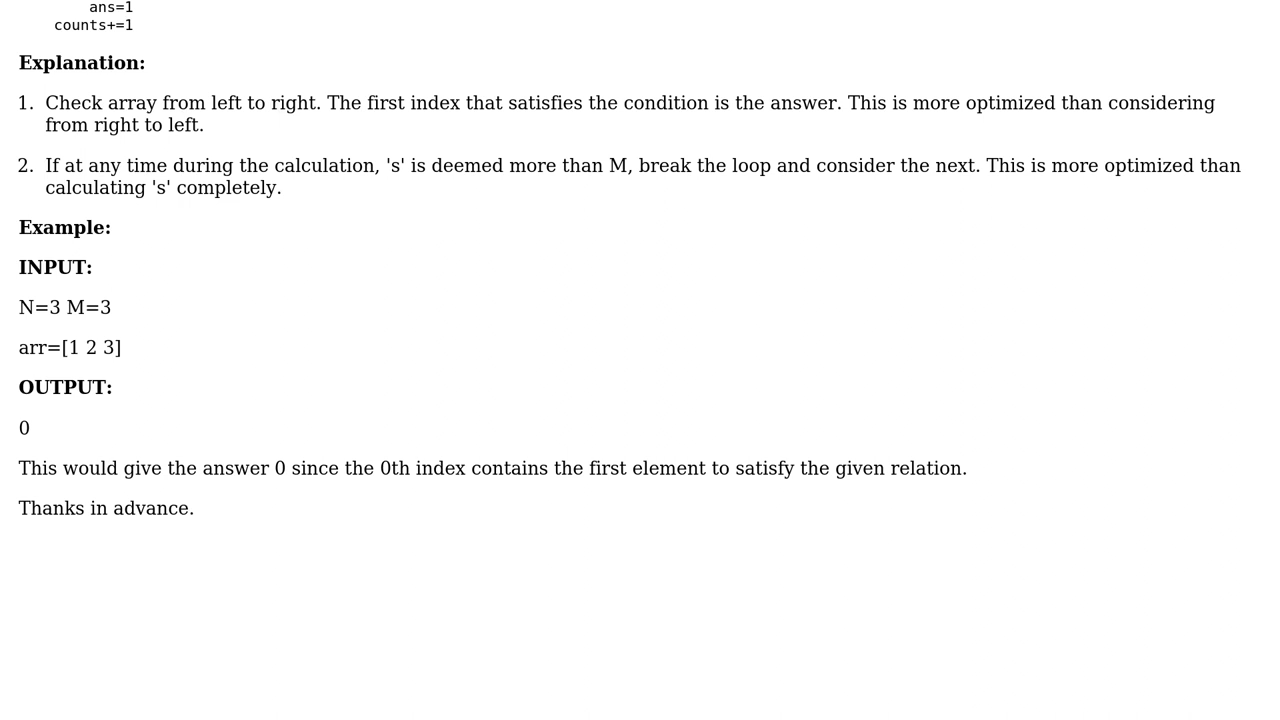 ans=1
counts+=1
Explanation:
1. Check array from left to right. The first index that satisfies the condition is the answer. This is more optimized than considering
from right to left.
2. If at any time during the calculation, 's' is deemed more than M, break the loop and consider the next. This is more optimized than
calculating 's' completely.
Example:
INPUT:
N=3 M=3
arr=[1 2 3]
OUTPUT:
0
This would give the answer 0 since the 0th index contains the first element to satisfy the given relation.
Thanks in advance.